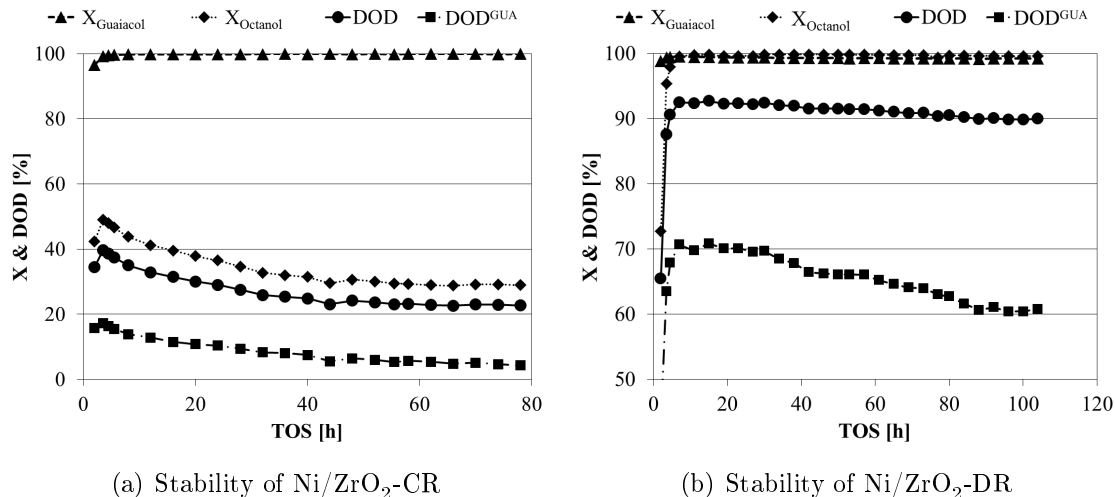 X_Guaiacol X_Octanol DOD DOD^GUA
100
80
60
40
20
0
X & DOD [%]
0 20 40 60 80
TOS [h]
(a) Stability of Ni/ZrO₂-CR
X_Guaiacol X_Octanol DOD DOD^GUA
100
90
80
70
60
50
X & DOD [%]
0 20 40 60 80 100 120
TOS [h]
(b) Stability of Ni/ZrO₂-DR